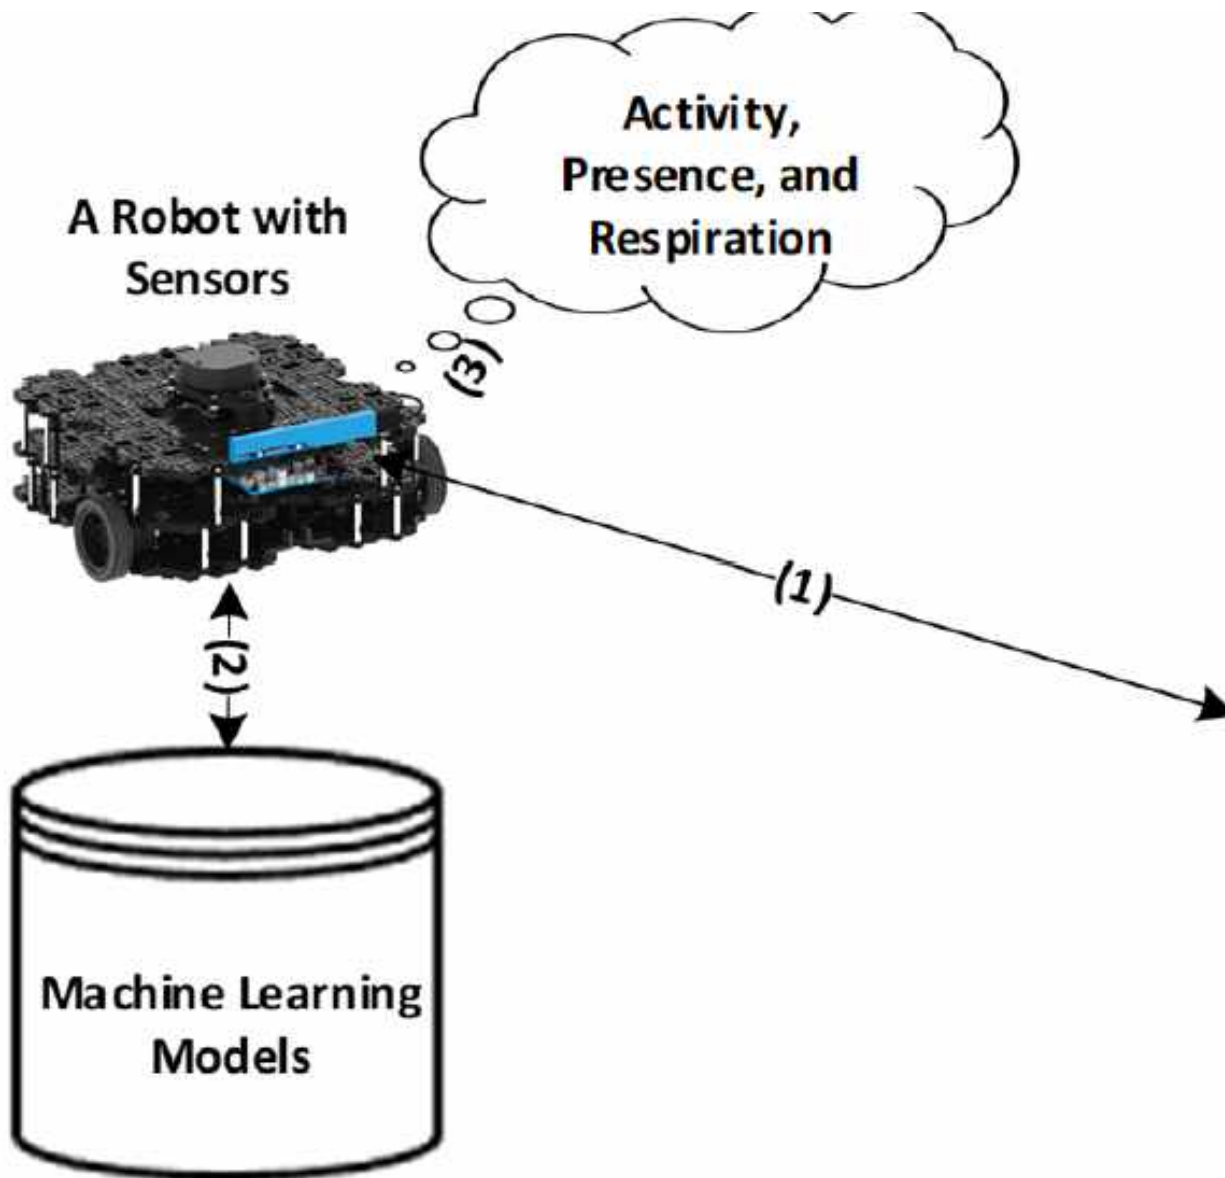 Activity,
Presence, and
Respiration
A Robot with
Sensors
(3)
(1)
(2)
Machine Learning
Models